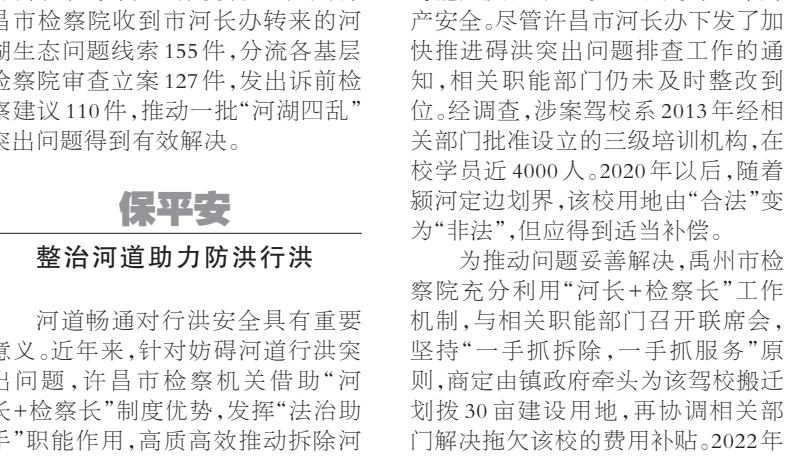 昌市检察院收到市河长办转来的河
湖生态问题线索155件,分流各基层
检察院审查立案127件,发出诉前检
察建议110件,推动一批“河湖四乱”
突出问题得到有效解决。
保平安
整治河道助力防洪行洪
河道畅通对行洪安全具有重要
意义。近年来,针对妨碍河道行洪突
出问题,许昌市检察机关借助“河
长+检察长”制度优势,发挥“法治助
手”职能作用,高质高效推动拆除河
产安全。尽管许昌市河长办下发了加
快推进碍洪突出问题排查工作的通
知,相关职能部门仍未及时整改到
位。经调查,涉案驾校系2013年经相
关部门批准设立的三级培训机构,在
校学员近4000人。2020年以后,随着
颍河定边划界,该校用地由“合法”变
为“非法”,但应得到适当补偿。
为推动问题妥善解决,禹州市检
察院充分利用“河长+检察长”工作
机制,与相关职能部门召开联席会,
坚持“一手抓拆除,一手抓服务”原
则,商定由镇政府牵头为该驾校搬迁
划拨30亩建设用地,再协调相关部
门解决拖欠该校的费用补贴。2022年